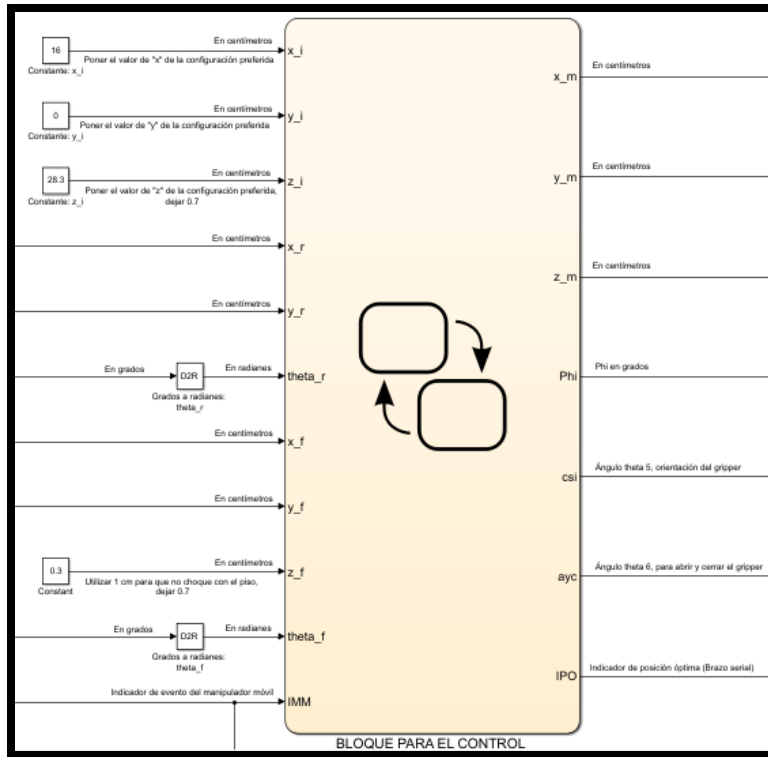 En centímetros
16
x_i
Poner el valor de "x" de la configuración preferida
Constante: x_i
En centímetros
0
y_i
Poner el valor de "y" de la configuración preferida
Constante: y_i
En centímetros
28.3
z_i
Poner el valor de "z" de la configuración preferida,
dejar 0.7
Constante: z_i
En centímetros
x_r
En centímetros
y_r
En grados
D2R
En radianes
theta_r
Grados a radianes:
theta_r
En centímetros
x_f
En centímetros
y_f
En centímetros
0.3
z_f
Utilizar 1 cm para que no choque con el piso,
dejar 0.7
Constant
En grados
D2R
En radianes
theta_f
Grados a radianes:
theta_f
Indicador de evento del manipulador móvil
IMM
x_m
En centímetros
y_m
En centímetros
z_m
En centímetros
Phi
Phi en grados
csi
Ángulo theta 5, orientación del gripper
ayc
Ángulo theta 6, para abrir y cerrar el gripper
IPO
Indicador de posición óptima (Brazo serial)
BLOQUE PARA EL CONTROL